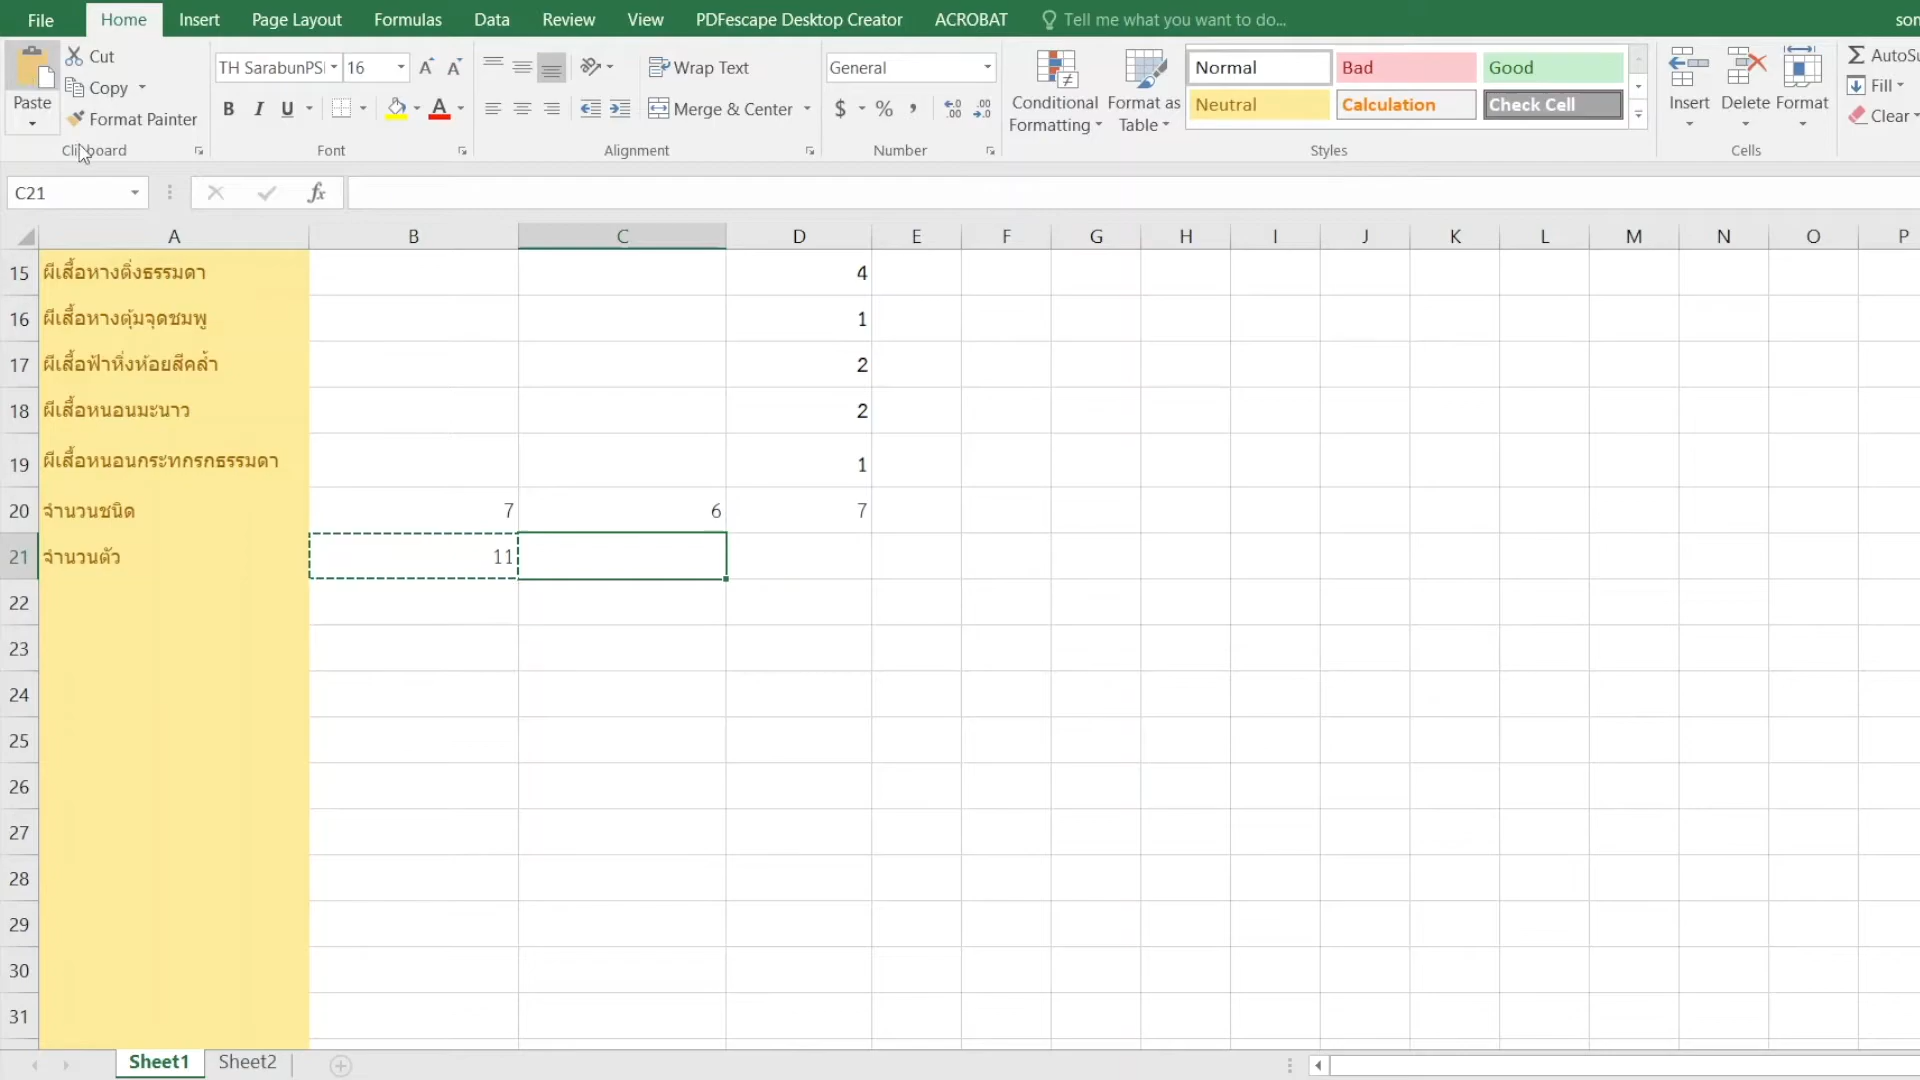 File Home Insert Page Layout Formulas Data Review View PDFescape Desktop Creator ACROBAT Tell me what you want to do...
Cut
Copy
Format Painter
Paste
Clipboard
TH SarabunPSI 16
B I U A
Font
Wrap Text
Merge & Center
Alignment
General
$ % ,
Number
Conditional Formatting
Format as Table
Normal Bad Good
Neutral Calculation Check Cell
Styles
Insert Delete Format
Cells
Fill
Clear
C21 fx
A B C D E F G H I J K L M N O P
15 ผีเสื้อหางติ่งธรรมดา 4
16 ผีเสื้อหางตุ้มจุดชมพู 1
17 ผีเสื้อฟ้าหิ่งห้อยสีคล้ำ 2
18 ผีเสื้อหนอนมะนาว 2
19 ผีเสื้อหนอนกระทกรกธรรมดา 1
20 จำนวนชนิด 7 6 7
21 จำนวนตัว 11
22
23
24
25
26
27
28
29
30
31
Sheet1 Sheet2